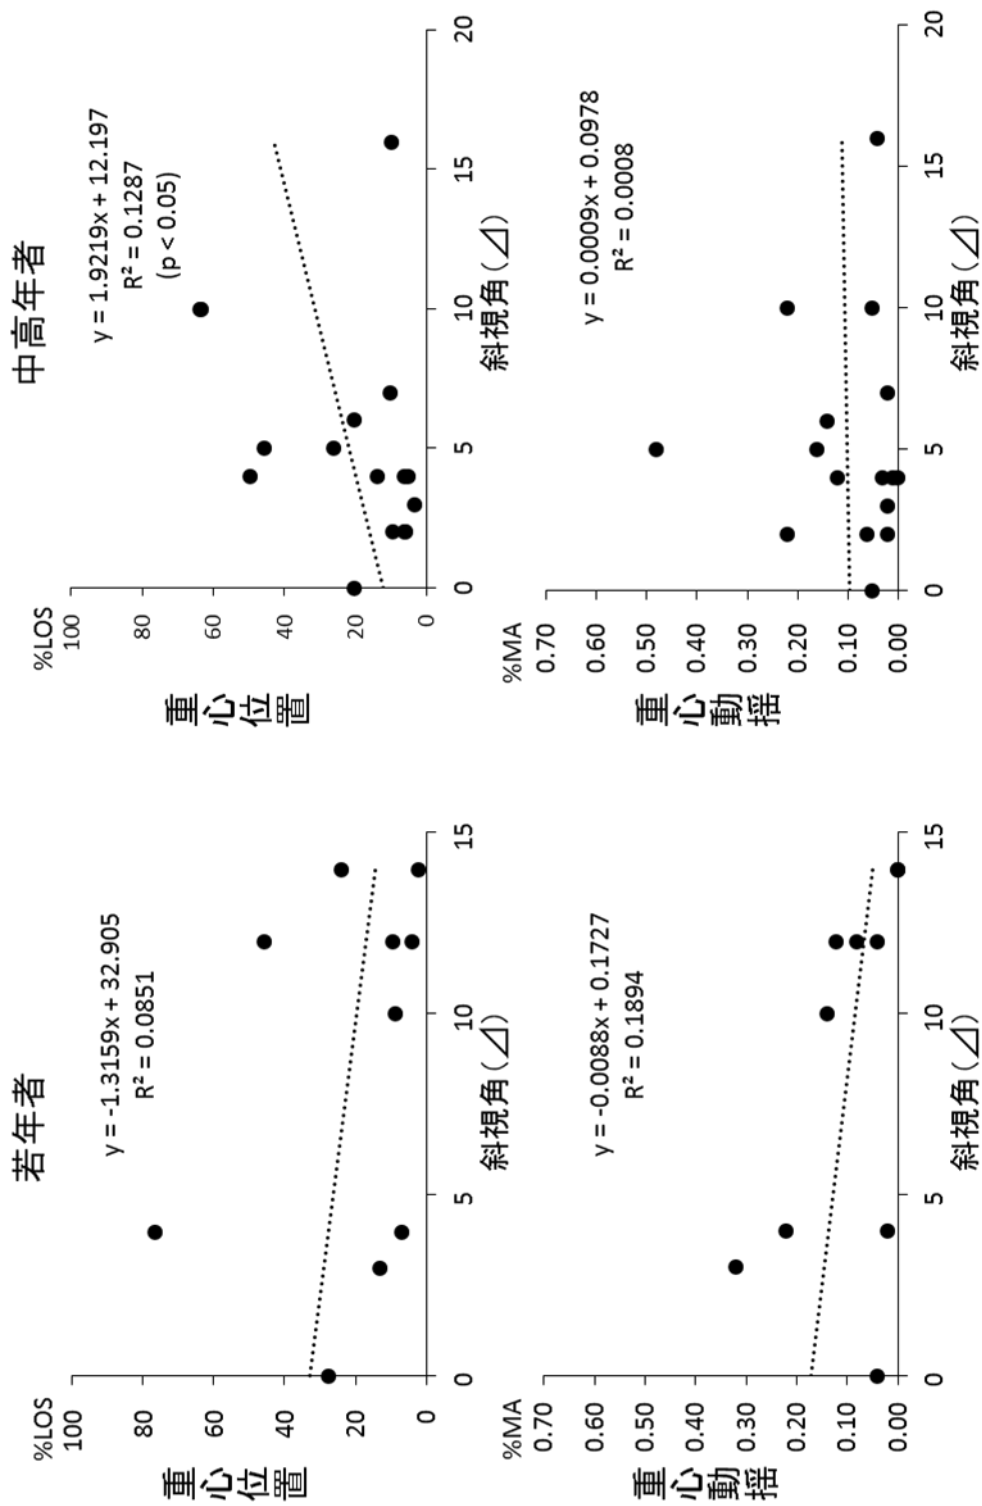 若年者
%LOS
100
80
60
40
20
0
重心位置
y = -1.3159x + 32.905
R² = 0.0851
0
5
10
15
斜視角(⊿)
中高年者
%LOS
100
80
60
40
20
0
重心位置
y = 1.9219x + 12.197
R² = 0.1287
(p < 0.05)
0
5
10
15
20
斜視角(⊿)
%MA
0.70
0.60
0.50
0.40
0.30
0.20
0.10
0.00
重心動揺
y = -0.0088x + 0.1727
R² = 0.1894
0
5
10
15
斜視角(⊿)
%MA
0.70
0.60
0.50
0.40
0.30
0.20
0.10
0.00
重心動揺
y = 0.0009x + 0.0978
R² = 0.0008
0
5
10
15
20
斜視角(⊿)